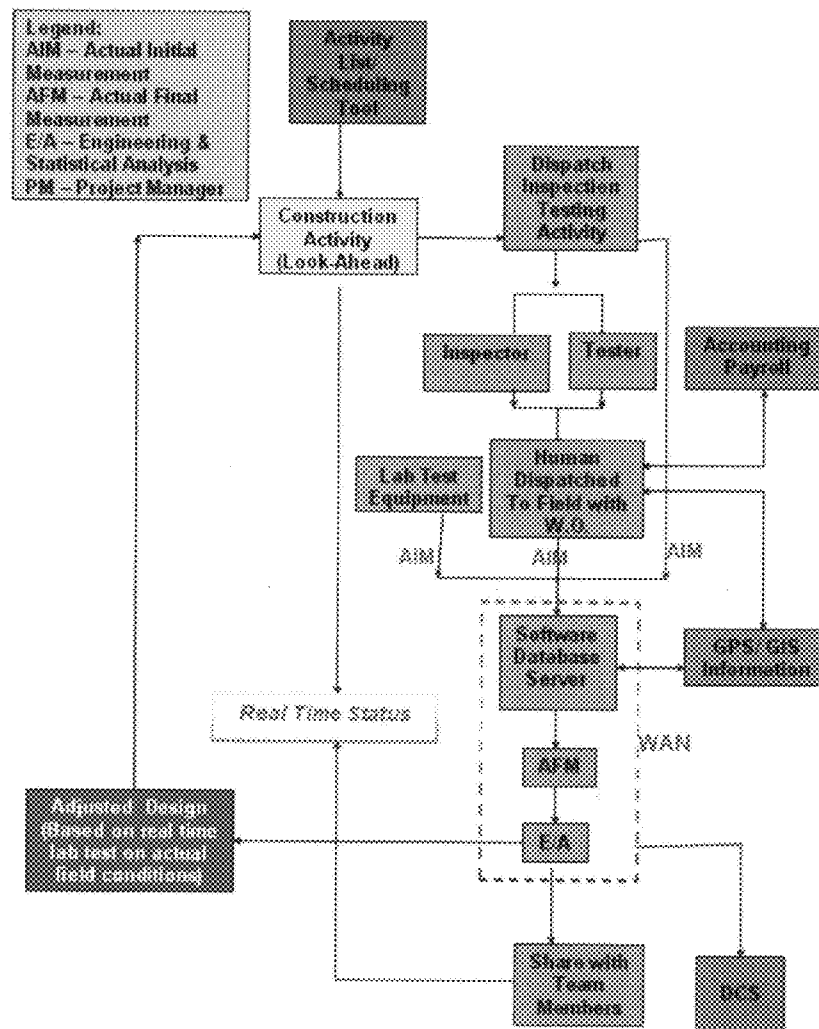 Legend:
AIM – Actual Initial
Measurement
AFM – Actual Final
Measurement
E/A – Engineering &
Statistical Analysis
PM – Project Manager
Activity
List/
Scheduling
Tool
Dispatch
Inspection
Testing
Activity
Construction
Activity
(Look-Ahead)
Inspector
Tester
Accounting
Payroll
Lab Test
Equipment
Human
Dispatched
To Field with
W.O.
AIM
AIM
AIM
Software
Database
Server
GPS, GIS
Information
Real Time Status
WAN
AFM
Adjusted Design
(Based on real time
lab test on actual
field conditions)
E/A
Share with
Team
Members
DCS